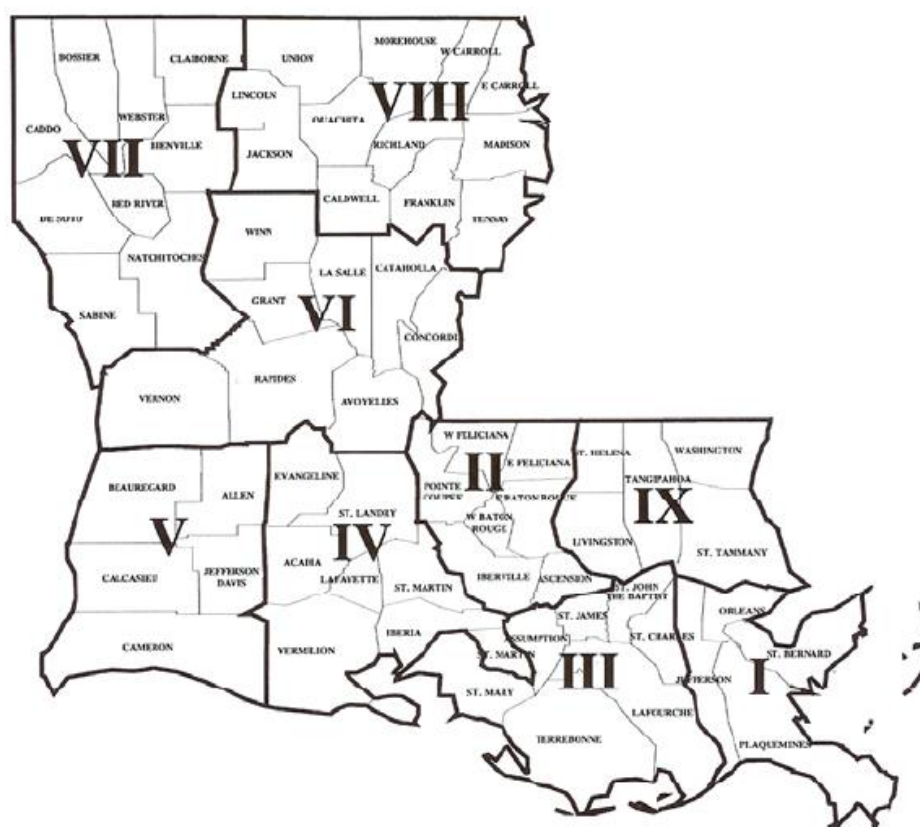 MOREHOUSE
W CARROLL
BOSSIER
CLAIBORNE
UNION
E CARROLL
LINCOLN
VIII
WEBSTER
OUACHITA
CADDO
VII
HENVILLE
RICHLAND
MADISON
JACKSON
CALDWELL
FRANKLIN
RED RIVER
TENSAS
DE SOTO
WINN
NATCHITOCHES
LA SALLE
CATAHOULA
GRANT
VI
SABINE
CONCORDI
RAPIDES
VERNON
AVOYELLES
W FELICIANA
WASHINGTON
ST. HELENA
II
E FELICIANA
EVANGELINE
TANGIPAHOA
BEAUREGARD
ALLEN
POINTE
COUPEE
E BATON ROUGE
IX
ST. LANDRY
W BATON
ROUGE
V
IV
LIVINGSTON
ST. TAMMANY
ACADIA
CALCASIEU
JEFFERSON
DAVIS
LAFAYETTE
ST. MARTIN
IBERVILLE
ASCENSION
ST. JOHN
THE BAPTIST
ST. JAMES
ORLEANS
CAMERON
VERMILION
IBERIA
ASSUMPTION
ST. CHARLES
ST. MARTIN
ST. BERNARD
III
JEFFERSON
I
ST. MARY
LAFOURCHE
TERREBONNE
PLAQUEMINES